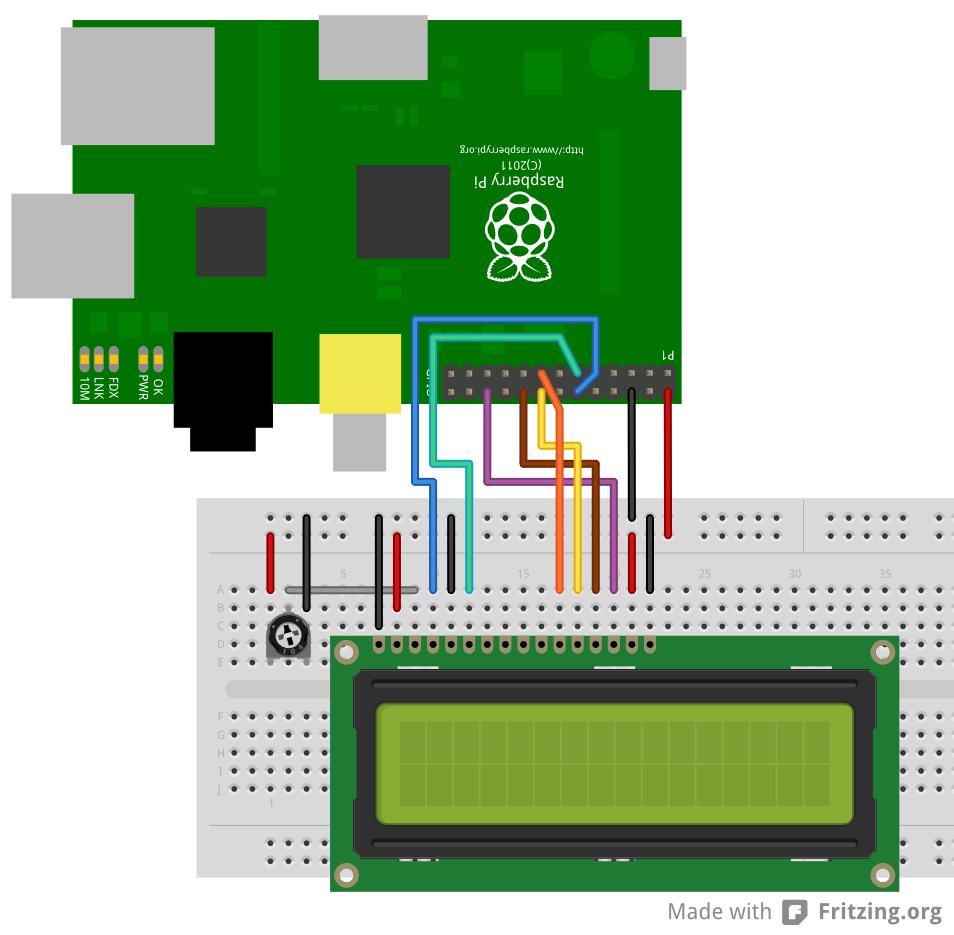 http://www.raspberrypi.org
(C)2011
Raspberry Pi
P1
10M
LNK
FDX
PWR
OK
5
15
25
30
35
A
B
C
D
E
F
G
H
I
J
1
Made with Fritzing.org